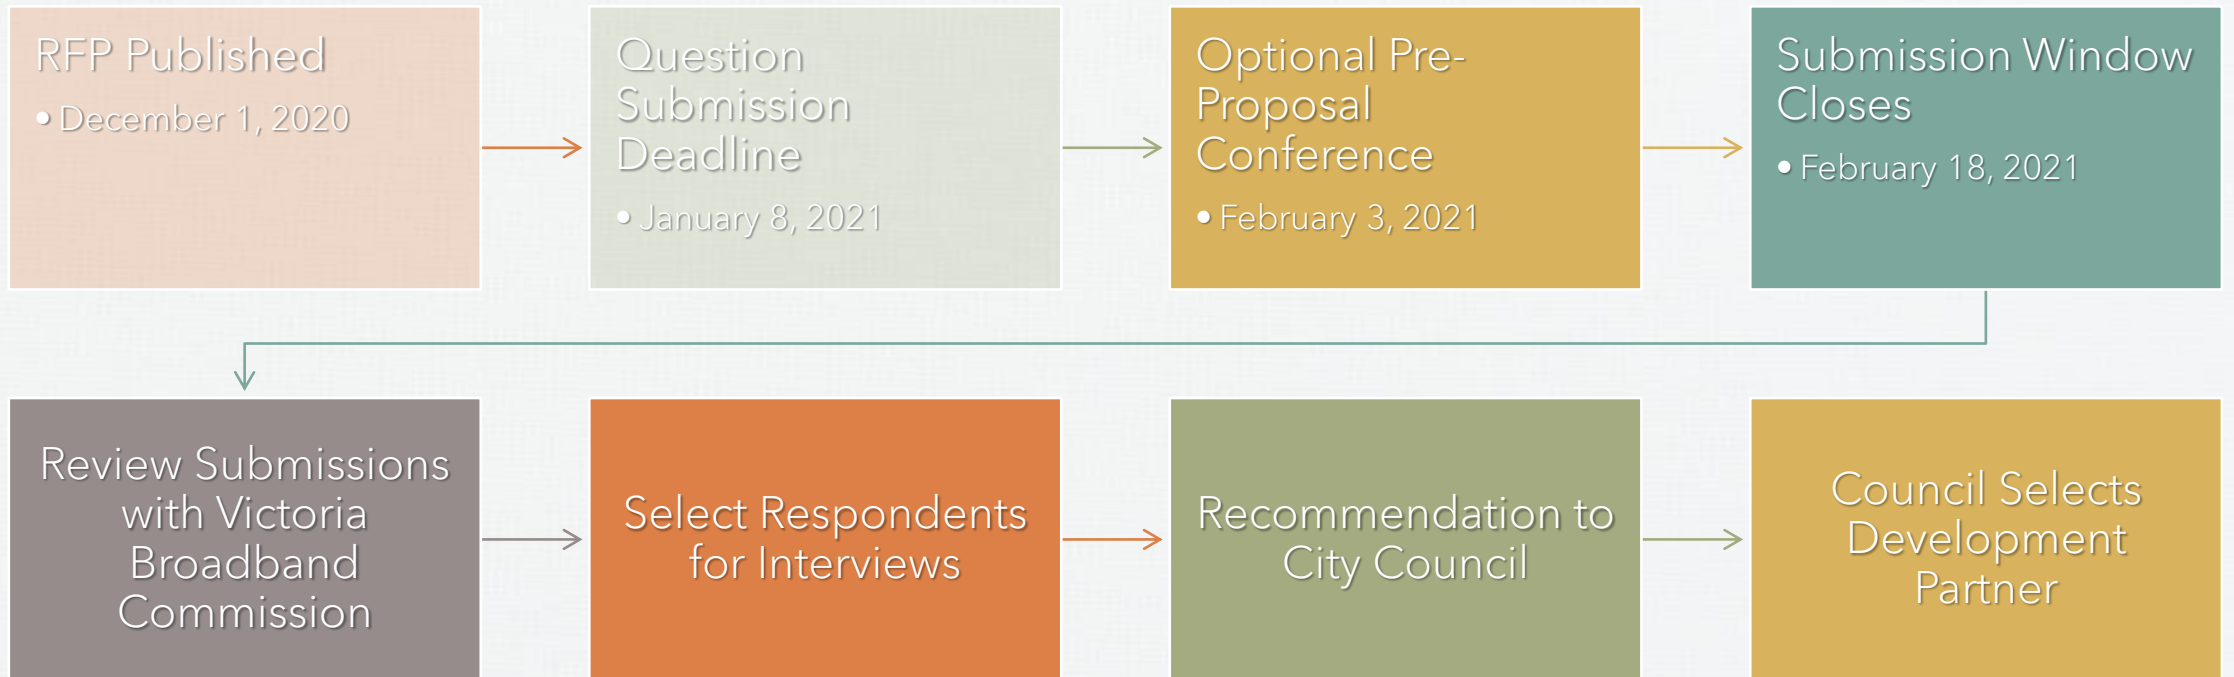 RFP Published
• December 1, 2020
Question
Submission
Deadline
• January 8, 2021
Optional Pre-
Proposal
Conference
• February 3, 2021
Submission Window
Closes
• February 18, 2021
Review Submissions
with Victoria
Broadband
Commission
Select Respondents
for Interviews
Recommendation to
City Council
Council Selects
Development
Partner